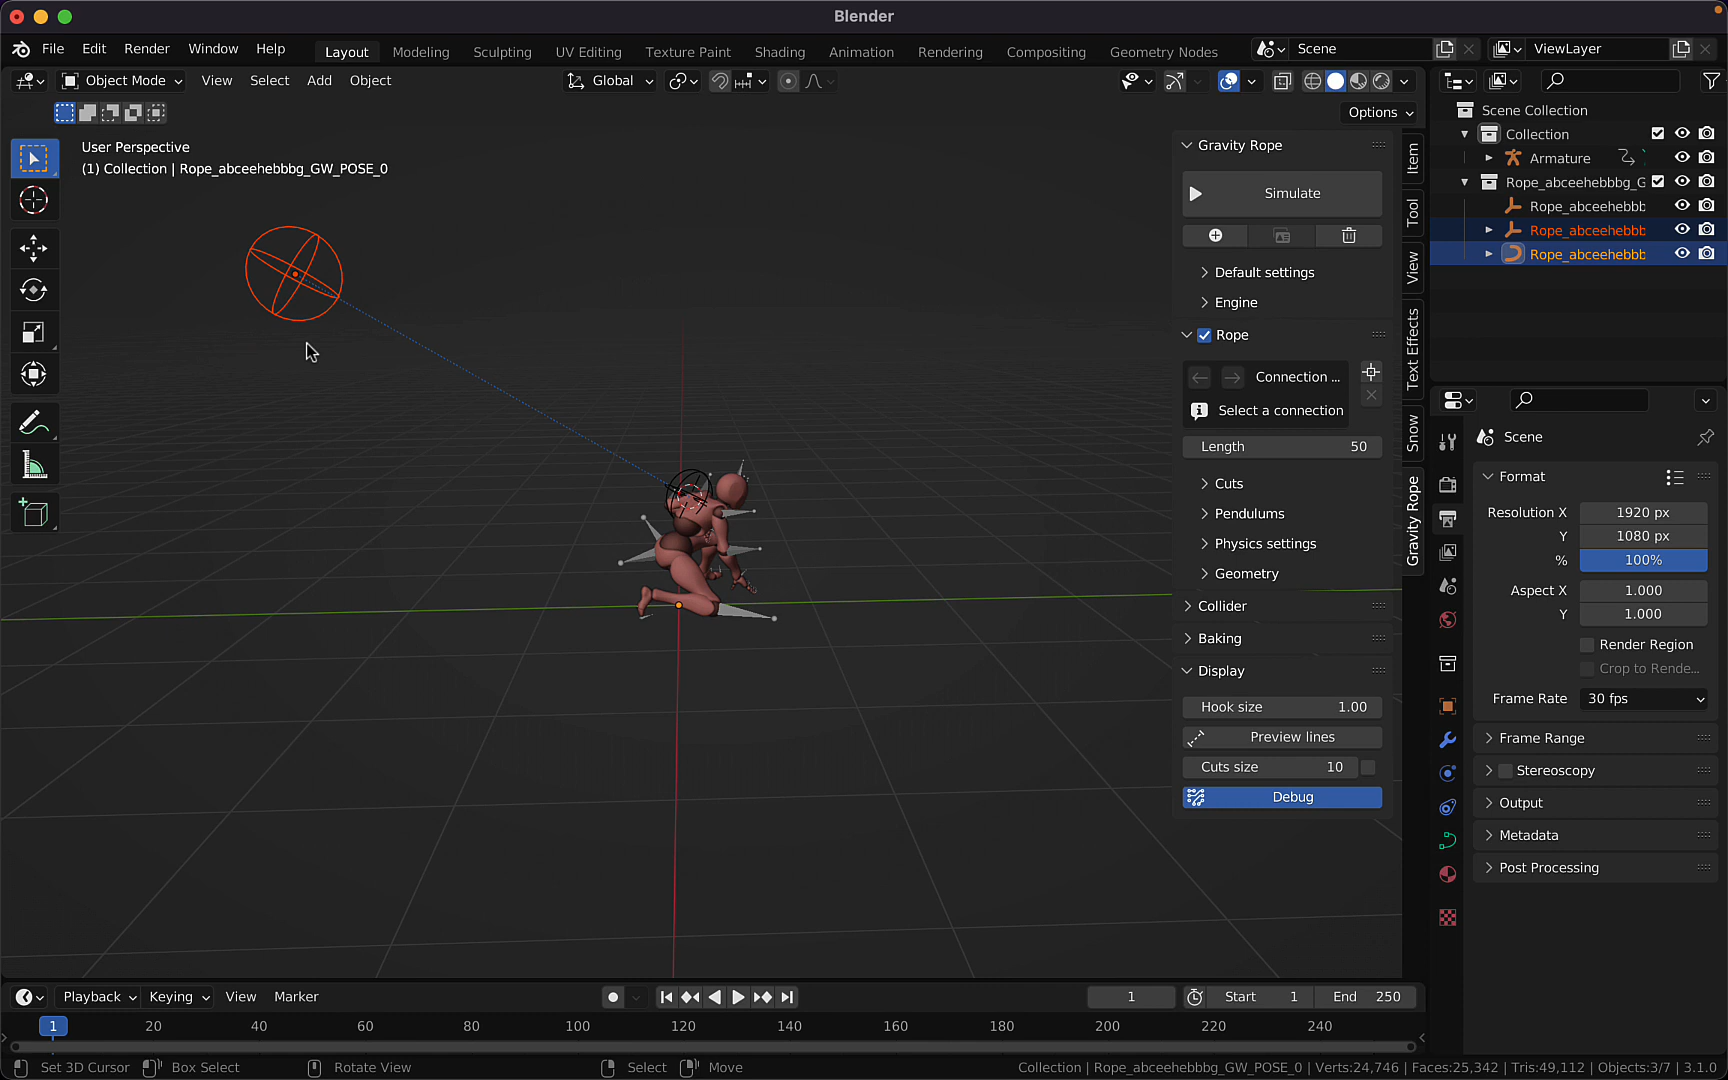 Blender
File Edit Render Window Help
Layout Modeling Sculpting UV Editing Texture Paint Shading Animation Rendering Compositing Geometry Nodes
Scene
ViewLayer
Object Mode View Select Add Object
Global
Options
User Perspective
(1) Collection | Rope_abceehebbbg_GW_POSE_0
Gravity Rope
Simulate
Default settings
Engine
Rope
Connection ...
Select a connection
Length 50
Cuts
Pendulums
Physics settings
Geometry
Collider
Baking
Display
Hook size 1.00
Preview lines
Cuts size 10
Debug
Item
Tool
View
Text Effects
Snow
Gravity Rope
Scene Collection
Collection
Armature
Rope_abceehebbbg_G
Rope_abceehebbb
Rope_abceehebbb
Rope_abceehebbb
Scene
Format
Resolution X 1920 px
Y 1080 px
% 100%
Aspect X 1.000
Y 1.000
Render Region
Crop to Rende...
Frame Rate 30 fps
Frame Range
Stereoscopy
Output
Metadata
Post Processing
Playback Keying View Marker
1 Start 1 End 250
1 20 40 60 80 100 120 140 160 180 200 220 240
Set 3D Cursor Box Select Rotate View Select Move
Collection | Rope_abceehebbbg_GW_POSE_0 | Verts:24,746 | Faces:25,342 | Tris:49,112 | Objects:3/7 | 3.1.0